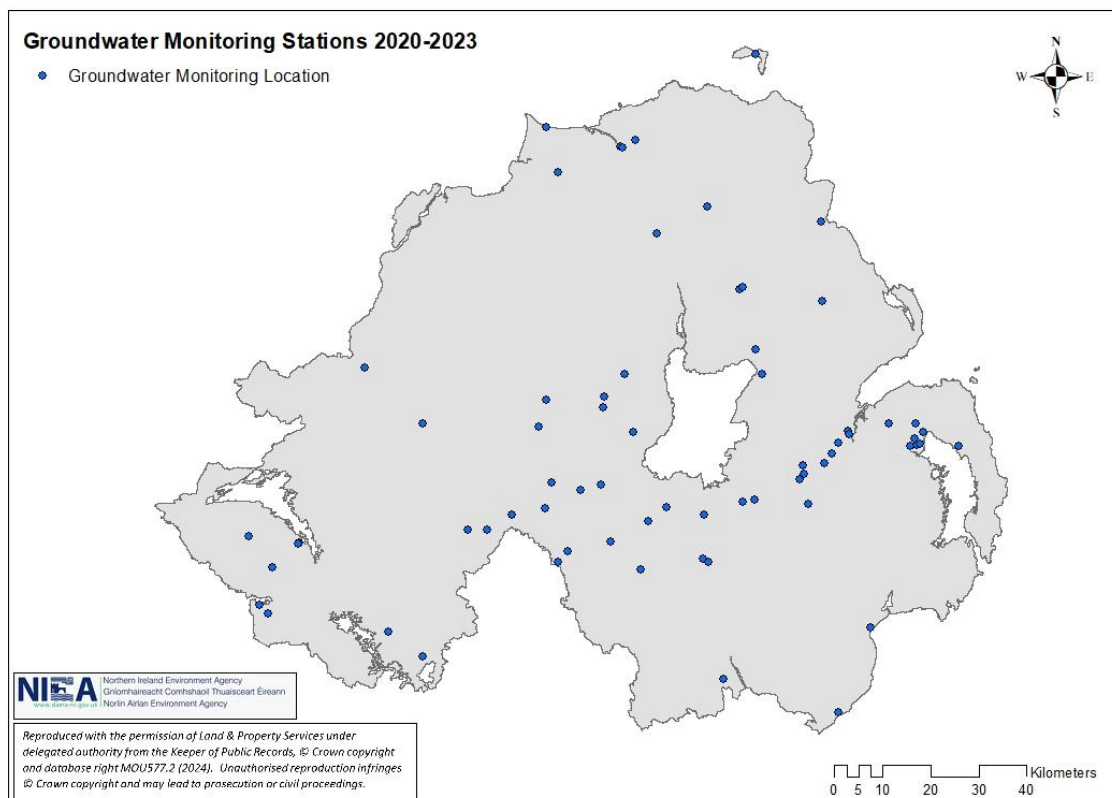 Groundwater Monitoring Stations 2020-2023
Groundwater Monitoring Location
N
W E
S
NIEA
www.daera-ni.gov.uk
Northern Ireland Environment Agency
Gníomhaireacht Comhshaoil Thuaisceart Éireann
Norlin Airlan Environment Agency
Reproduced with the permission of Land & Property Services under
delegated authority from the Keeper of Public Records, © Crown copyright
and database right MOU577.2 (2024). Unauthorised reproduction infringes
© Crown copyright and may lead to prosecution or civil proceedings.
Kilometers
0 5 10 20 30 40